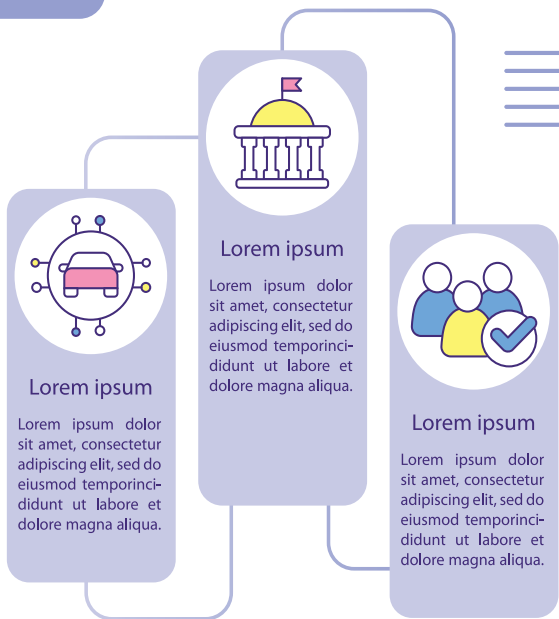 Lorem ipsum
Lorem ipsum dolor
sit amet, consectetur
adipiscing elit, sed do
eiusmod temporinci-
didunt ut labore et
dolore magna aliqua.
Lorem ipsum
Lorem ipsum dolor
sit amet, consectetur
adipiscing elit, sed do
eiusmod temporinci-
didunt ut labore et
dolore magna aliqua.
Lorem ipsum
Lorem ipsum dolor
sit amet, consectetur
adipiscing elit, sed do
eiusmod temporinci-
didunt ut labore et
dolore magna aliqua.